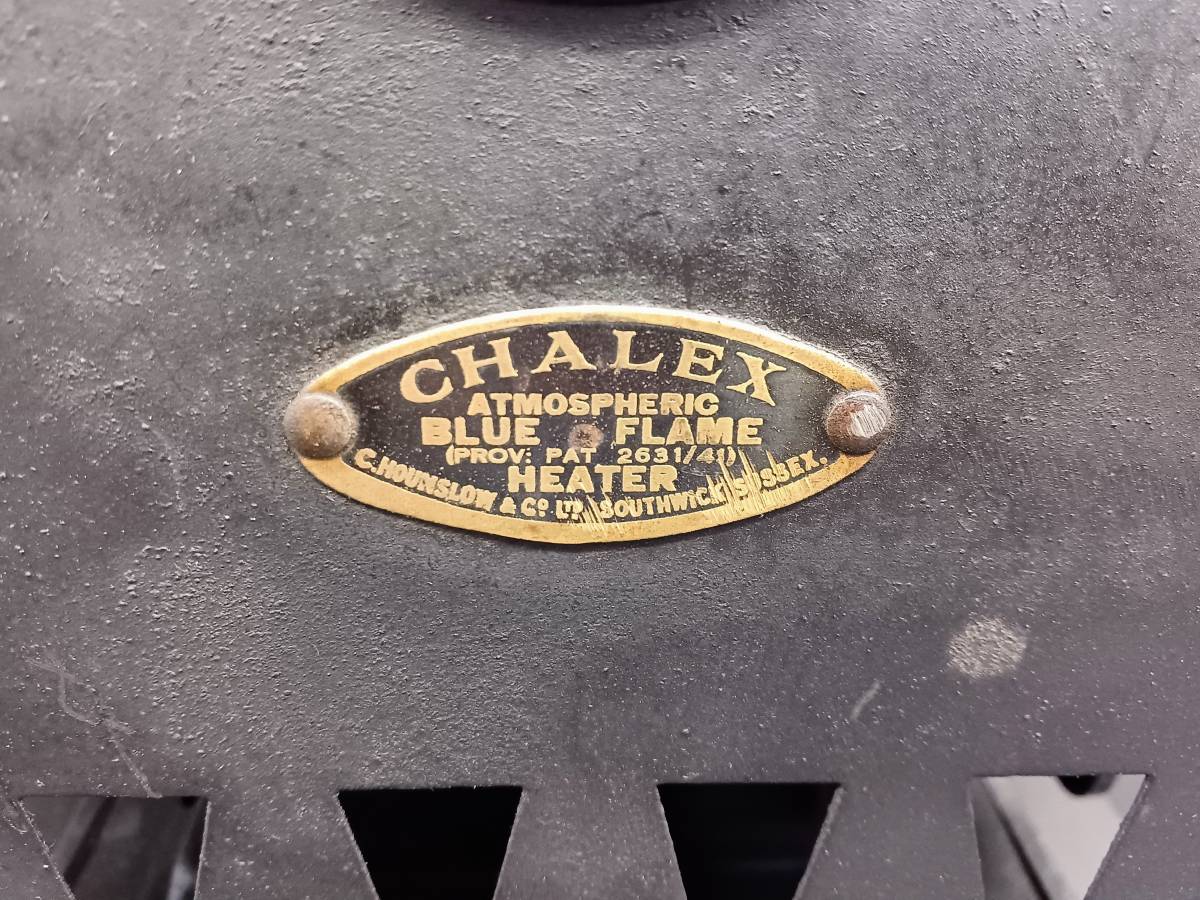 CHALEX
ATMOSPHERIC
BLUE FLAME
(PROV: PAT 2631/41)
HEATER
C. HOUNSLOW & Cº LTD. SOUTHWICK SUSSEX.